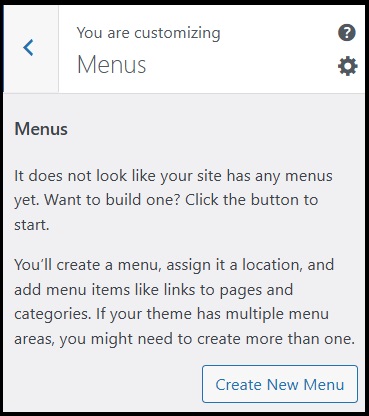 You are customizing
Menus
Menus
It does not look like your site has any menus
yet. Want to build one? Click the button to
start.
You’ll create a menu, assign it a location, and
add menu items like links to pages and
categories. If your theme has multiple menu
areas, you might need to create more than one.
Create New Menu